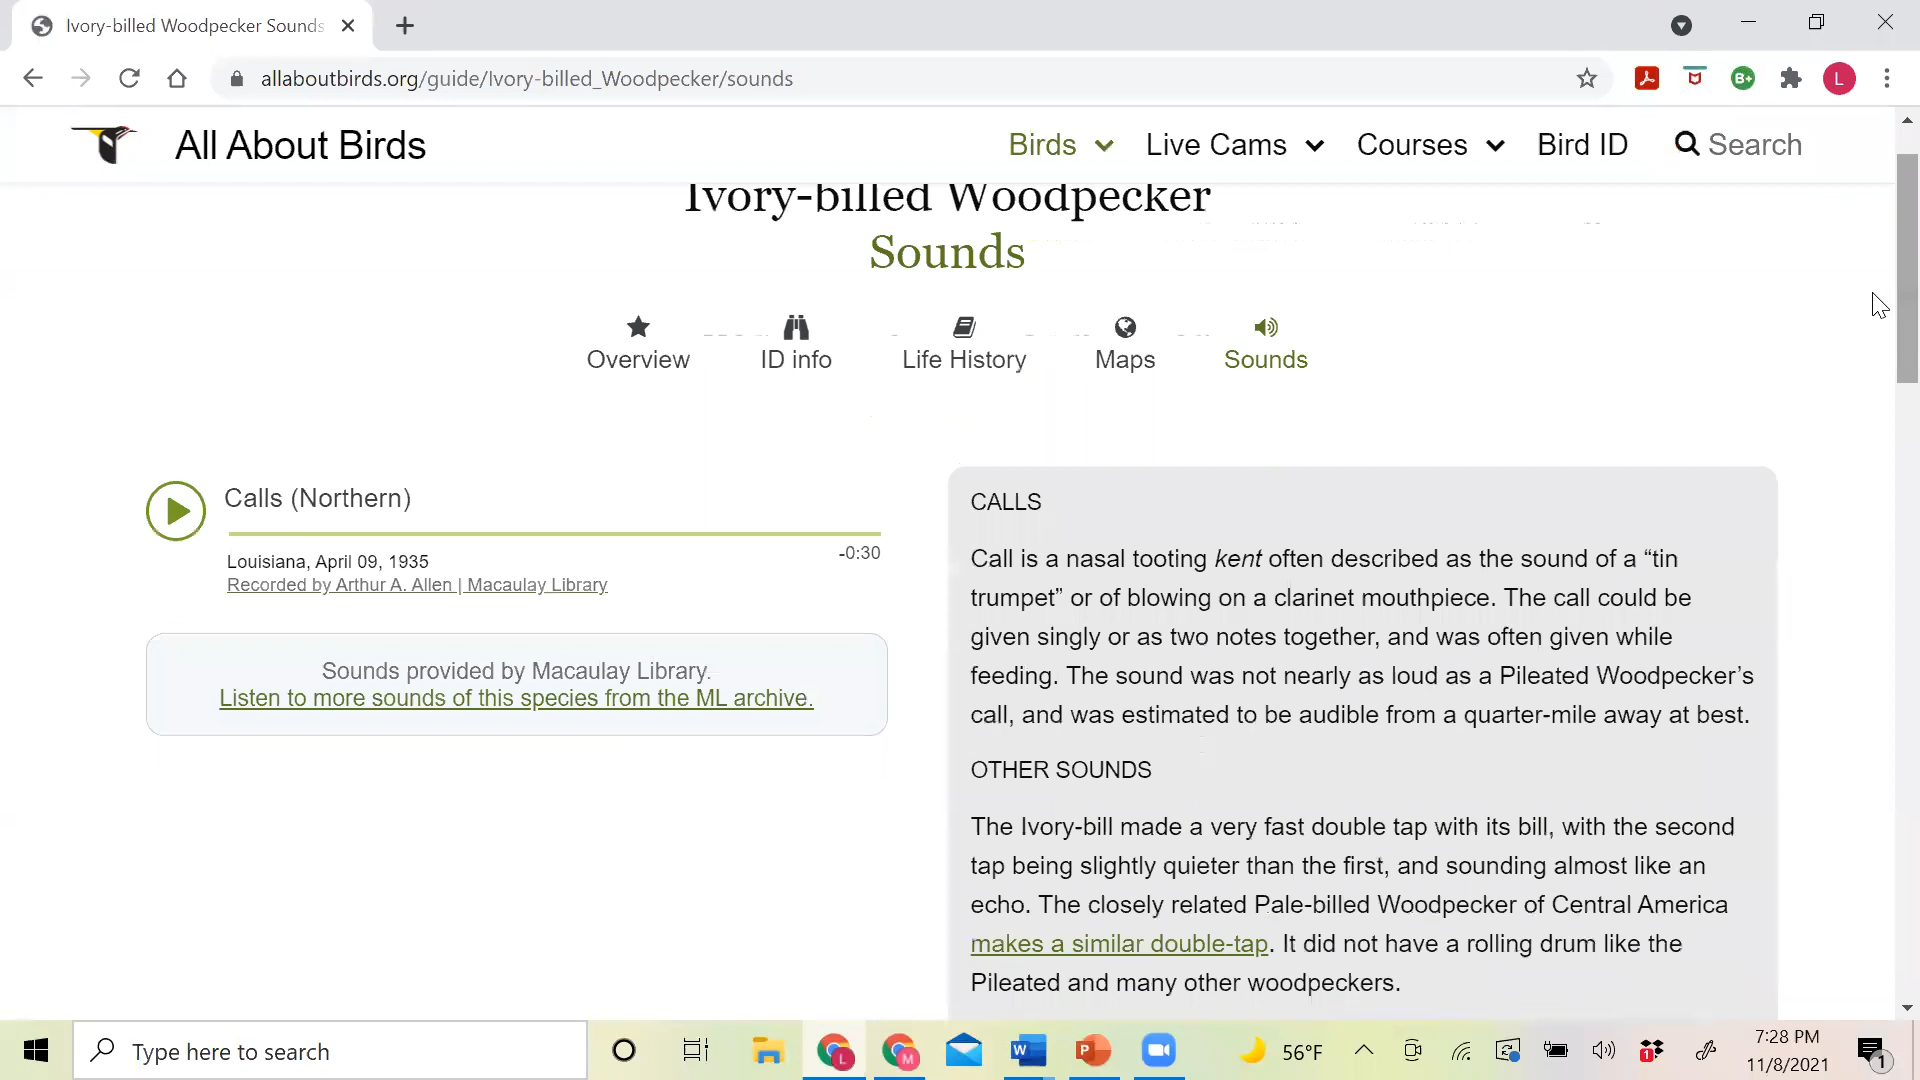 Ivory-billed Woodpecker Sounds
allaboutbirds.org/guide/Ivory-billed_Woodpecker/sounds
B+
L
All About Birds
Birds
Live Cams
Courses
Bird ID
Search
Ivory-billed Woodpecker
Sounds
Overview
ID info
Life History
Maps
Sounds
Calls (Northern)
-0:30
Louisiana, April 09, 1935
Recorded by Arthur A. Allen | Macaulay Library
Sounds provided by Macaulay Library.
Listen to more sounds of this species from the ML archive.
CALLS
Call is a nasal tooting kent often described as the sound of a “tin
trumpet” or of blowing on a clarinet mouthpiece. The call could be
given singly or as two notes together, and was often given while
feeding. The sound was not nearly as loud as a Pileated Woodpecker’s
call, and was estimated to be audible from a quarter-mile away at best.
OTHER SOUNDS
The Ivory-bill made a very fast double tap with its bill, with the second
tap being slightly quieter than the first, and sounding almost like an
echo. The closely related Pale-billed Woodpecker of Central America
makes a similar double-tap. It did not have a rolling drum like the
Pileated and many other woodpeckers.
Type here to search
L
M
W
P
56°F
1
7:28 PM
11/8/2021
1